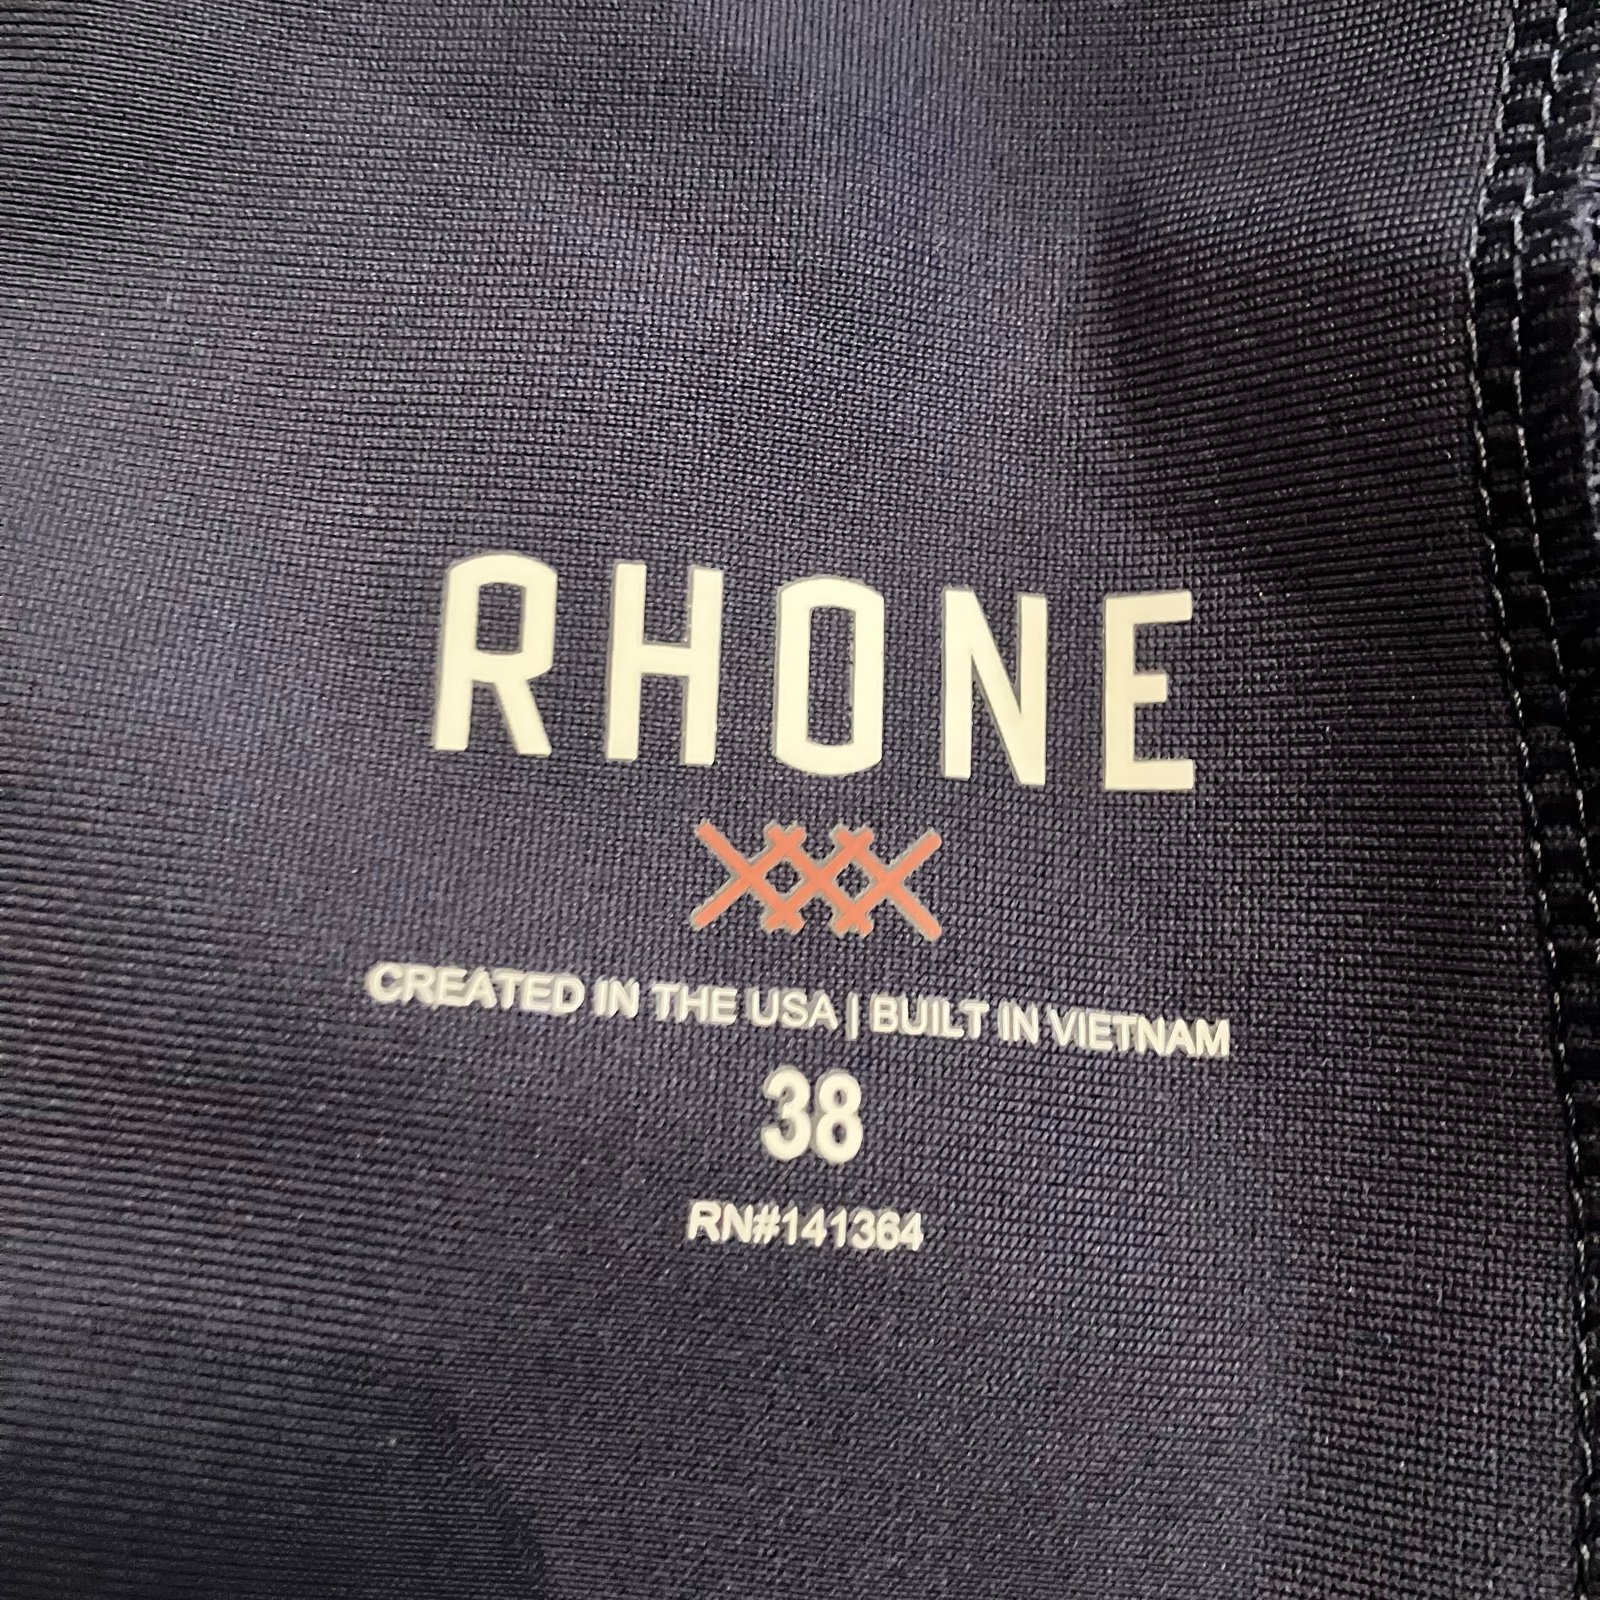 RHONE
CREATED IN THE USA | BUILT IN VIETNAM
38
RN#141364